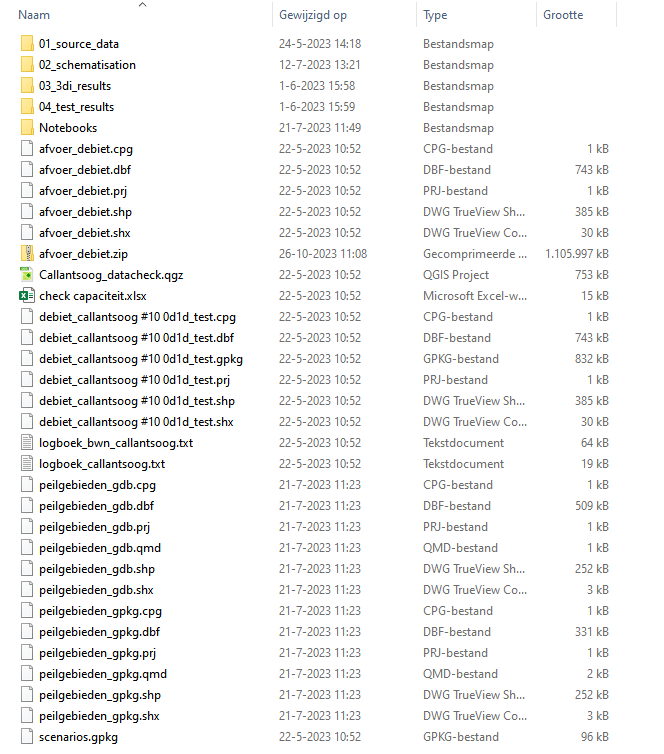 Naam Gewijzigd op Type Grootte
01_source_data 24-5-2023 14:18 Bestandsmap
02_schematisation 12-7-2023 13:21 Bestandsmap
03_3di_results 1-6-2023 15:58 Bestandsmap
04_test_results 1-6-2023 15:59 Bestandsmap
Notebooks 21-7-2023 11:49 Bestandsmap
afvoer_debiet.cpg 22-5-2023 10:52 CPG-bestand 1 kB
afvoer_debiet.dbf 22-5-2023 10:52 DBF-bestand 743 kB
afvoer_debiet.prj 22-5-2023 10:52 PRJ-bestand 1 kB
afvoer_debiet.shp 22-5-2023 10:52 DWG TrueView Sh... 385 kB
afvoer_debiet.shx 22-5-2023 10:52 DWG TrueView Co... 30 kB
afvoer_debiet.zip 26-10-2023 11:08 Gecomprimeerde ... 1.105.997 kB
Callantsoog_datacheck.qgz 22-5-2023 10:52 QGIS Project 753 kB
check capaciteit.xlsx 22-5-2023 10:52 Microsoft Excel-w... 15 kB
debiet_callantsoog #10 0d1d_test.cpg 22-5-2023 10:52 CPG-bestand 1 kB
debiet_callantsoog #10 0d1d_test.dbf 22-5-2023 10:52 DBF-bestand 743 kB
debiet_callantsoog #10 0d1d_test.gpkg 22-5-2023 10:52 GPKG-bestand 832 kB
debiet_callantsoog #10 0d1d_test.prj 22-5-2023 10:52 PRJ-bestand 1 kB
debiet_callantsoog #10 0d1d_test.shp 22-5-2023 10:52 DWG TrueView Sh... 385 kB
debiet_callantsoog #10 0d1d_test.shx 22-5-2023 10:52 DWG TrueView Co... 30 kB
logboek_bwn_callantsoog.txt 22-5-2023 10:52 Tekstdocument 64 kB
logboek_callantsoog.txt 22-5-2023 10:52 Tekstdocument 19 kB
peilgebieden_gdb.cpg 21-7-2023 11:23 CPG-bestand 1 kB
peilgebieden_gdb.dbf 21-7-2023 11:23 DBF-bestand 509 kB
peilgebieden_gdb.prj 21-7-2023 11:23 PRJ-bestand 1 kB
peilgebieden_gdb.qmd 21-7-2023 11:23 QMD-bestand 1 kB
peilgebieden_gdb.shp 21-7-2023 11:23 DWG TrueView Sh... 252 kB
peilgebieden_gdb.shx 21-7-2023 11:23 DWG TrueView Co... 3 kB
peilgebieden_gpkg.cpg 21-7-2023 11:23 CPG-bestand 1 kB
peilgebieden_gpkg.dbf 21-7-2023 11:23 DBF-bestand 331 kB
peilgebieden_gpkg.prj 21-7-2023 11:23 PRJ-bestand 1 kB
peilgebieden_gpkg.qmd 21-7-2023 11:23 QMD-bestand 2 kB
peilgebieden_gpkg.shp 21-7-2023 11:23 DWG TrueView Sh... 252 kB
peilgebieden_gpkg.shx 21-7-2023 11:23 DWG TrueView Co... 3 kB
scenarios.gpkg 22-5-2023 10:52 GPKG-bestand 96 kB